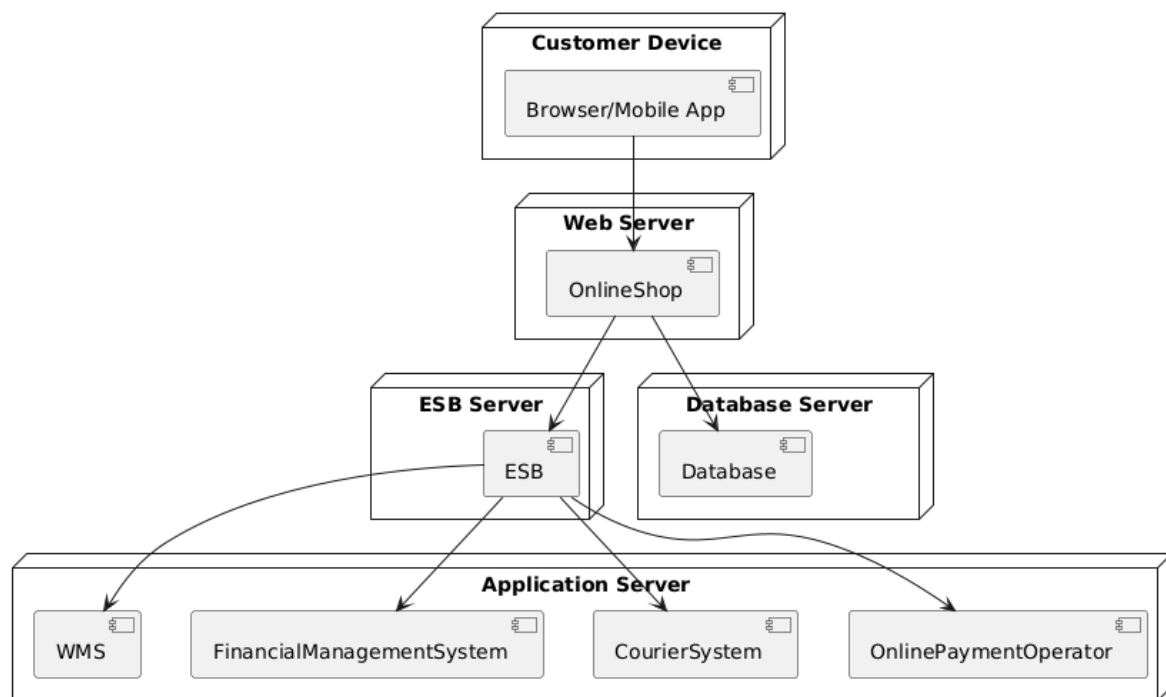 Customer Device
Browser/Mobile App
Web Server
OnlineShop
ESB Server
Database Server
ESB
Database
Application Server
WMS
FinancialManagementSystem
CourierSystem
OnlinePaymentOperator